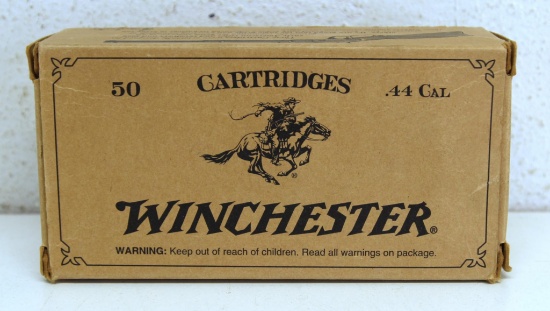 CARTRIDGES
50 .44 CAL
®
WINCHESTER®
WARNING: Keep out of reach of children. Read all warnings on package.